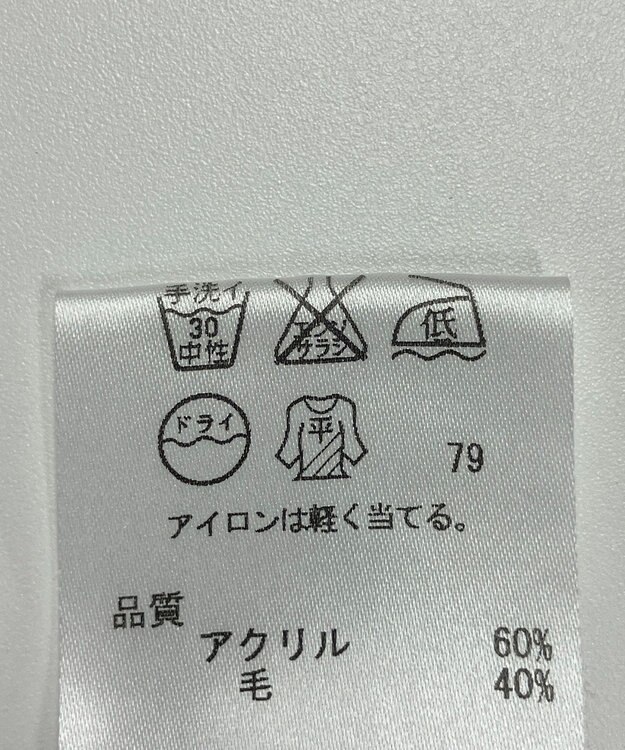 手洗イ
30
中性
エンソ
サラシ
低
ドライ
平
79
アイロンは軽く当てる。
品質
アクリル 60%
毛 40%